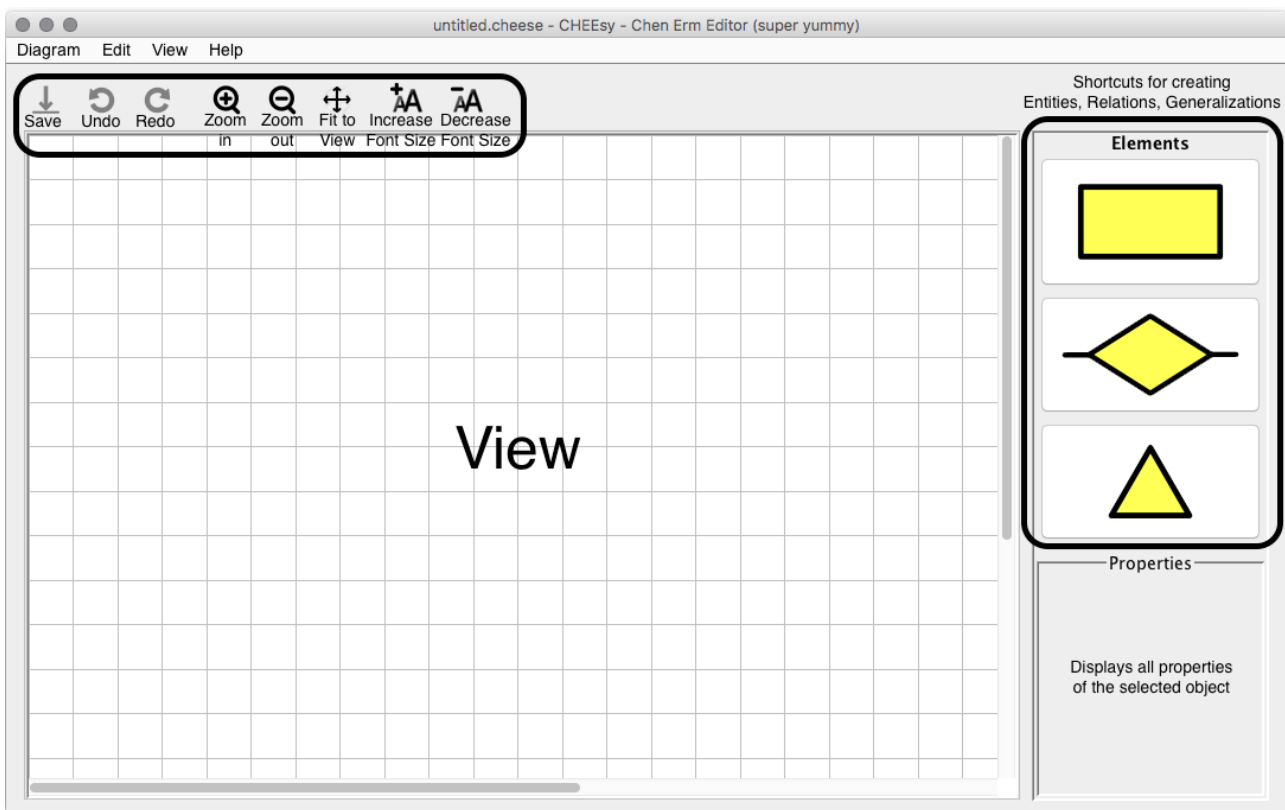 untitled.cheese - CHEEsy - Chen Erm Editor (super yummy)
Diagram Edit View Help
Shortcuts for creating
Entities, Relations, Generalizations
Save Undo Redo Zoom Zoom Fit to Increase Decrease
in out View Font Size Font Size
Elements
View
Properties
Displays all properties
of the selected object